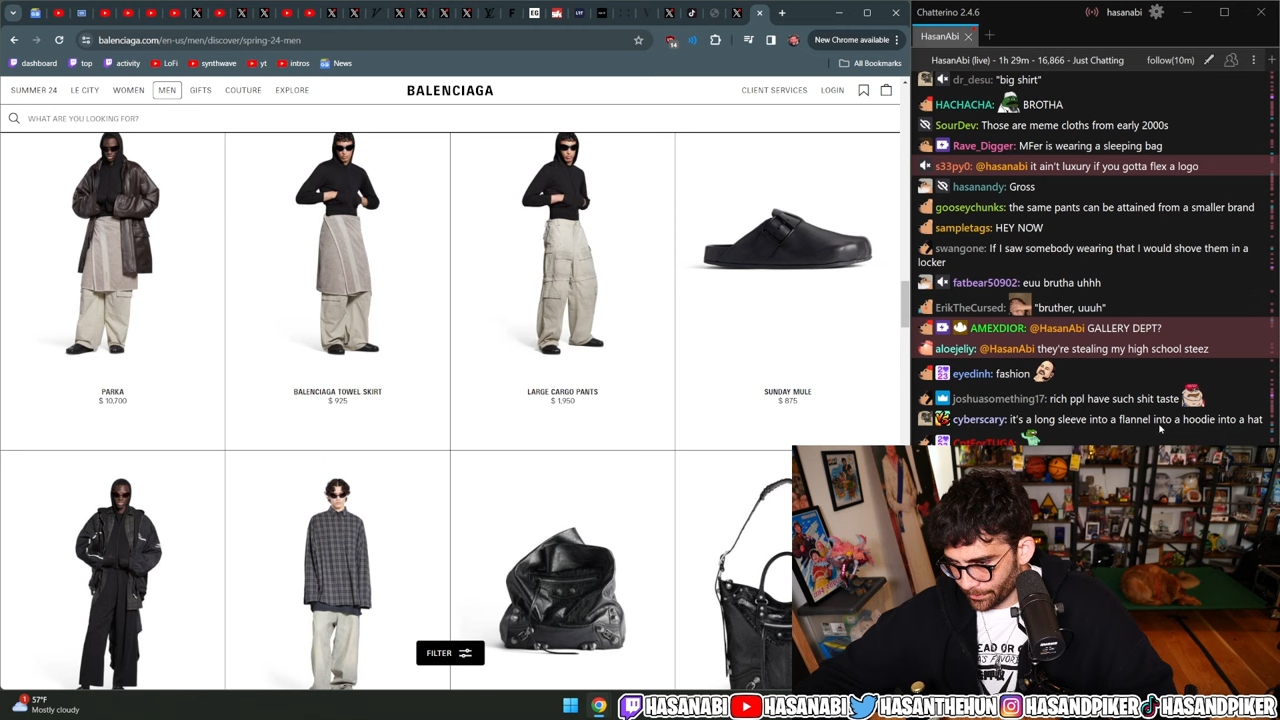 Chatterino 2.4.6
hasanabi
balenciaga.com/en-us/men/discover/spring-24-men
New Chrome available
HasanAbi
dashboard
top
activity
LoFi
synthwave
yt
intros
News
All Bookmarks
HasanAbi (live) - 1h 29m - 16,866 - Just Chatting
follow(10m)
SUMMER 24
LE CITY
WOMEN
MEN
GIFTS
COUTURE
EXPLORE
BALENCIAGA
CLIENT SERVICES
LOGIN
WHAT ARE YOU LOOKING FOR?
PARKA
$ 10,700
BALENCIAGA TOWEL SKIRT
$ 925
LARGE CARGO PANTS
$ 1,950
SUNDAY MULE
$ 875
FILTER
dr_desu: "big shirt"
HACHACHA: BROTHA
SourDev: Those are meme cloths from early 2000s
Rave_Digger: MFer is wearing a sleeping bag
s33py0: @hasanabi it ain't luxury if you gotta flex a logo
hasanandy: Gross
gooseychunks: the same pants can be attained from a smaller brand
sampletags: HEY NOW
swangone: If I saw somebody wearing that I would shove them in a
locker
fatbear50902: euu brutha uhhh
ErikTheCursed: "bruther, uuuh"
AMEXDIOR: @HasanAbi GALLERY DEPT?
aloejeliy: @HasanAbi they're stealing my high school steez
eyedinh: fashion
joshuasomething17: rich ppl have such shit taste
cyberscary: it's a long sleeve into a flannel into a hoodie into a hat
57°F
Mostly cloudy
HASANABI
HASANABI
HASANTHEHUN
HASANDPIKER
HASANDPIKER